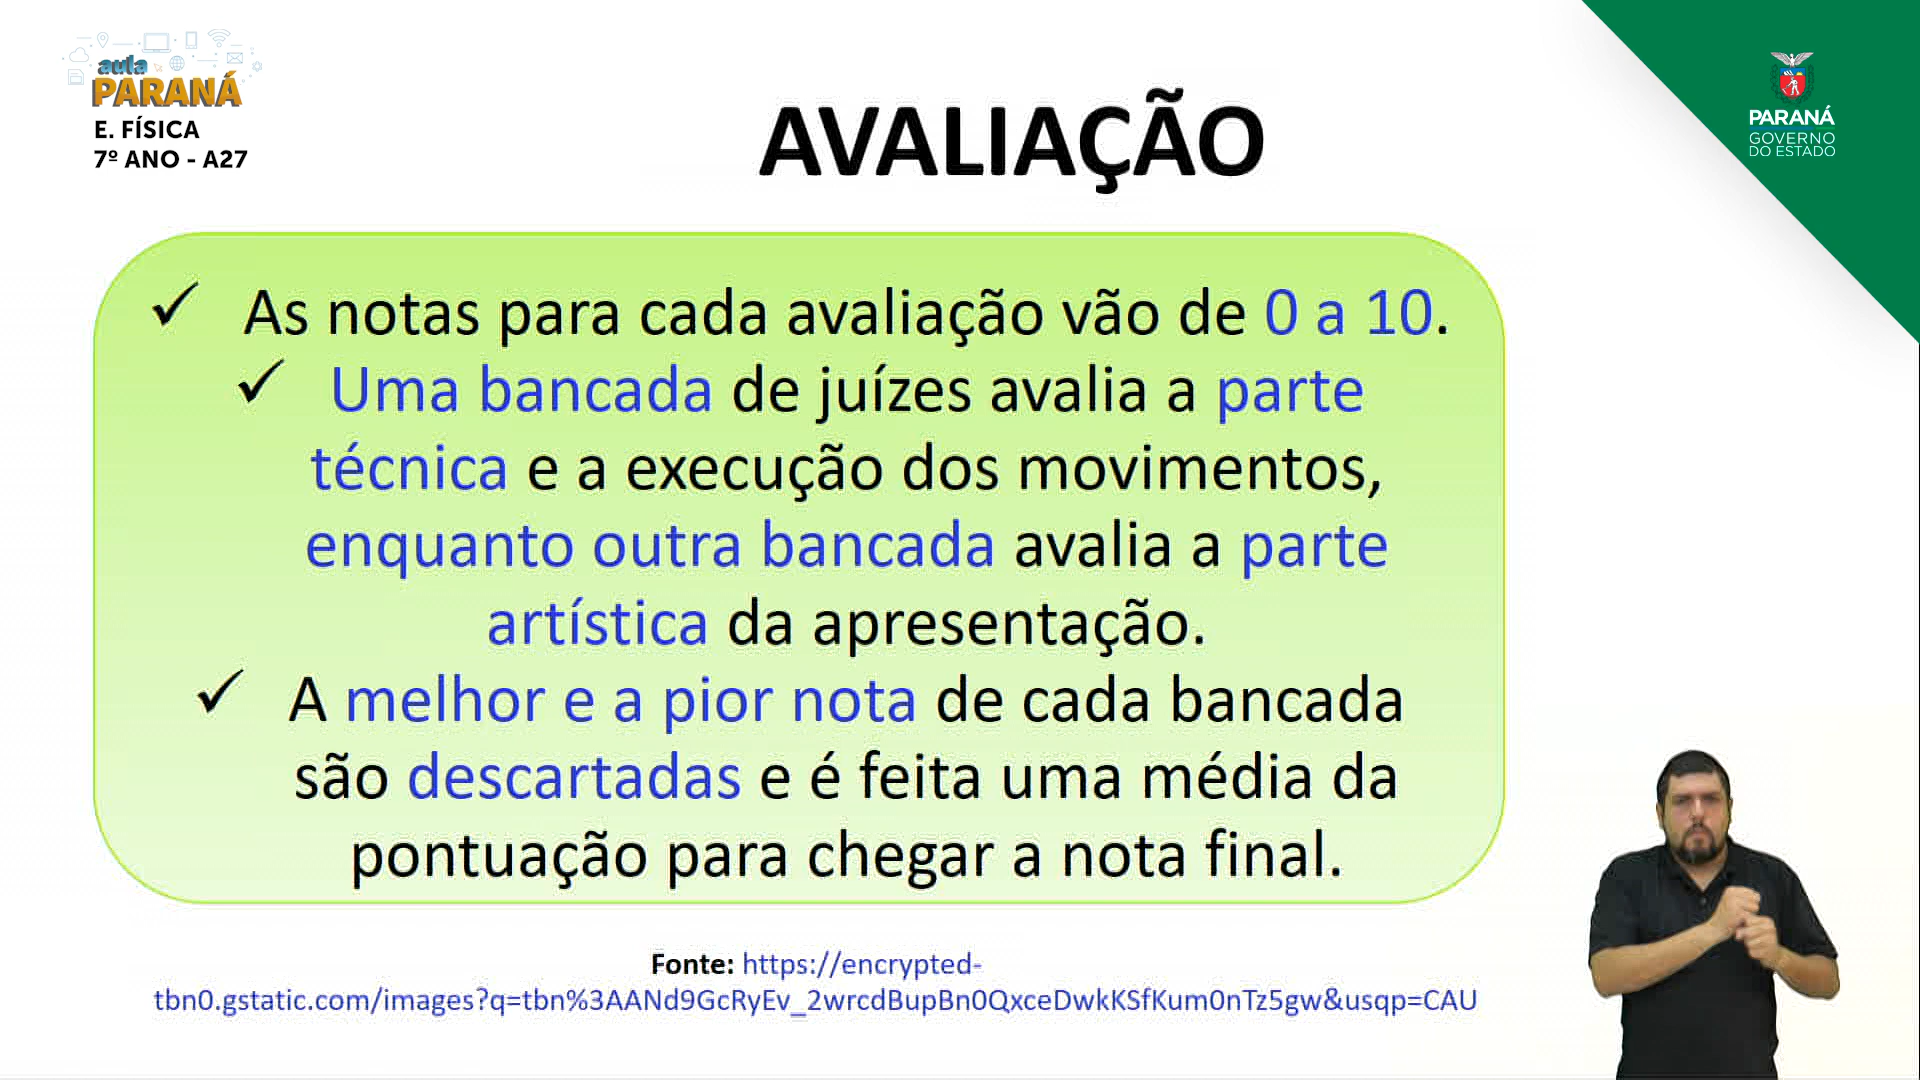 aula
PARANÁ
E. FÍSICA
7º ANO - A27
AVALIAÇÃO
PARANÁ
GOVERNO
DO ESTADO
✓ As notas para cada avaliação vão de 0 a 10.
✓ Uma bancada de juízes avalia a parte
técnica e a execução dos movimentos,
enquanto outra bancada avalia a parte
artística da apresentação.
✓ A melhor e a pior nota de cada bancada
são descartadas e é feita uma média da
pontuação para chegar a nota final.
Fonte: https://encrypted-
tbn0.gstatic.com/images?q=tbn%3AANd9GcRyEv_2wrcdBupBn0QxceDwkKSfKum0nTz5gw&usqp=CAU